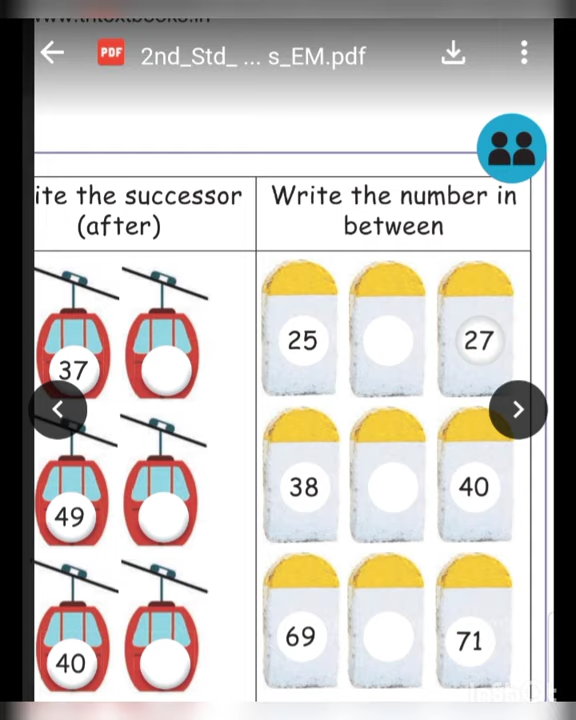 PDF 2nd_Std_ ... s_EM.pdf
ite the successor
(after)
Write the number in
between
37
25 27
49
38 40
40
69 71